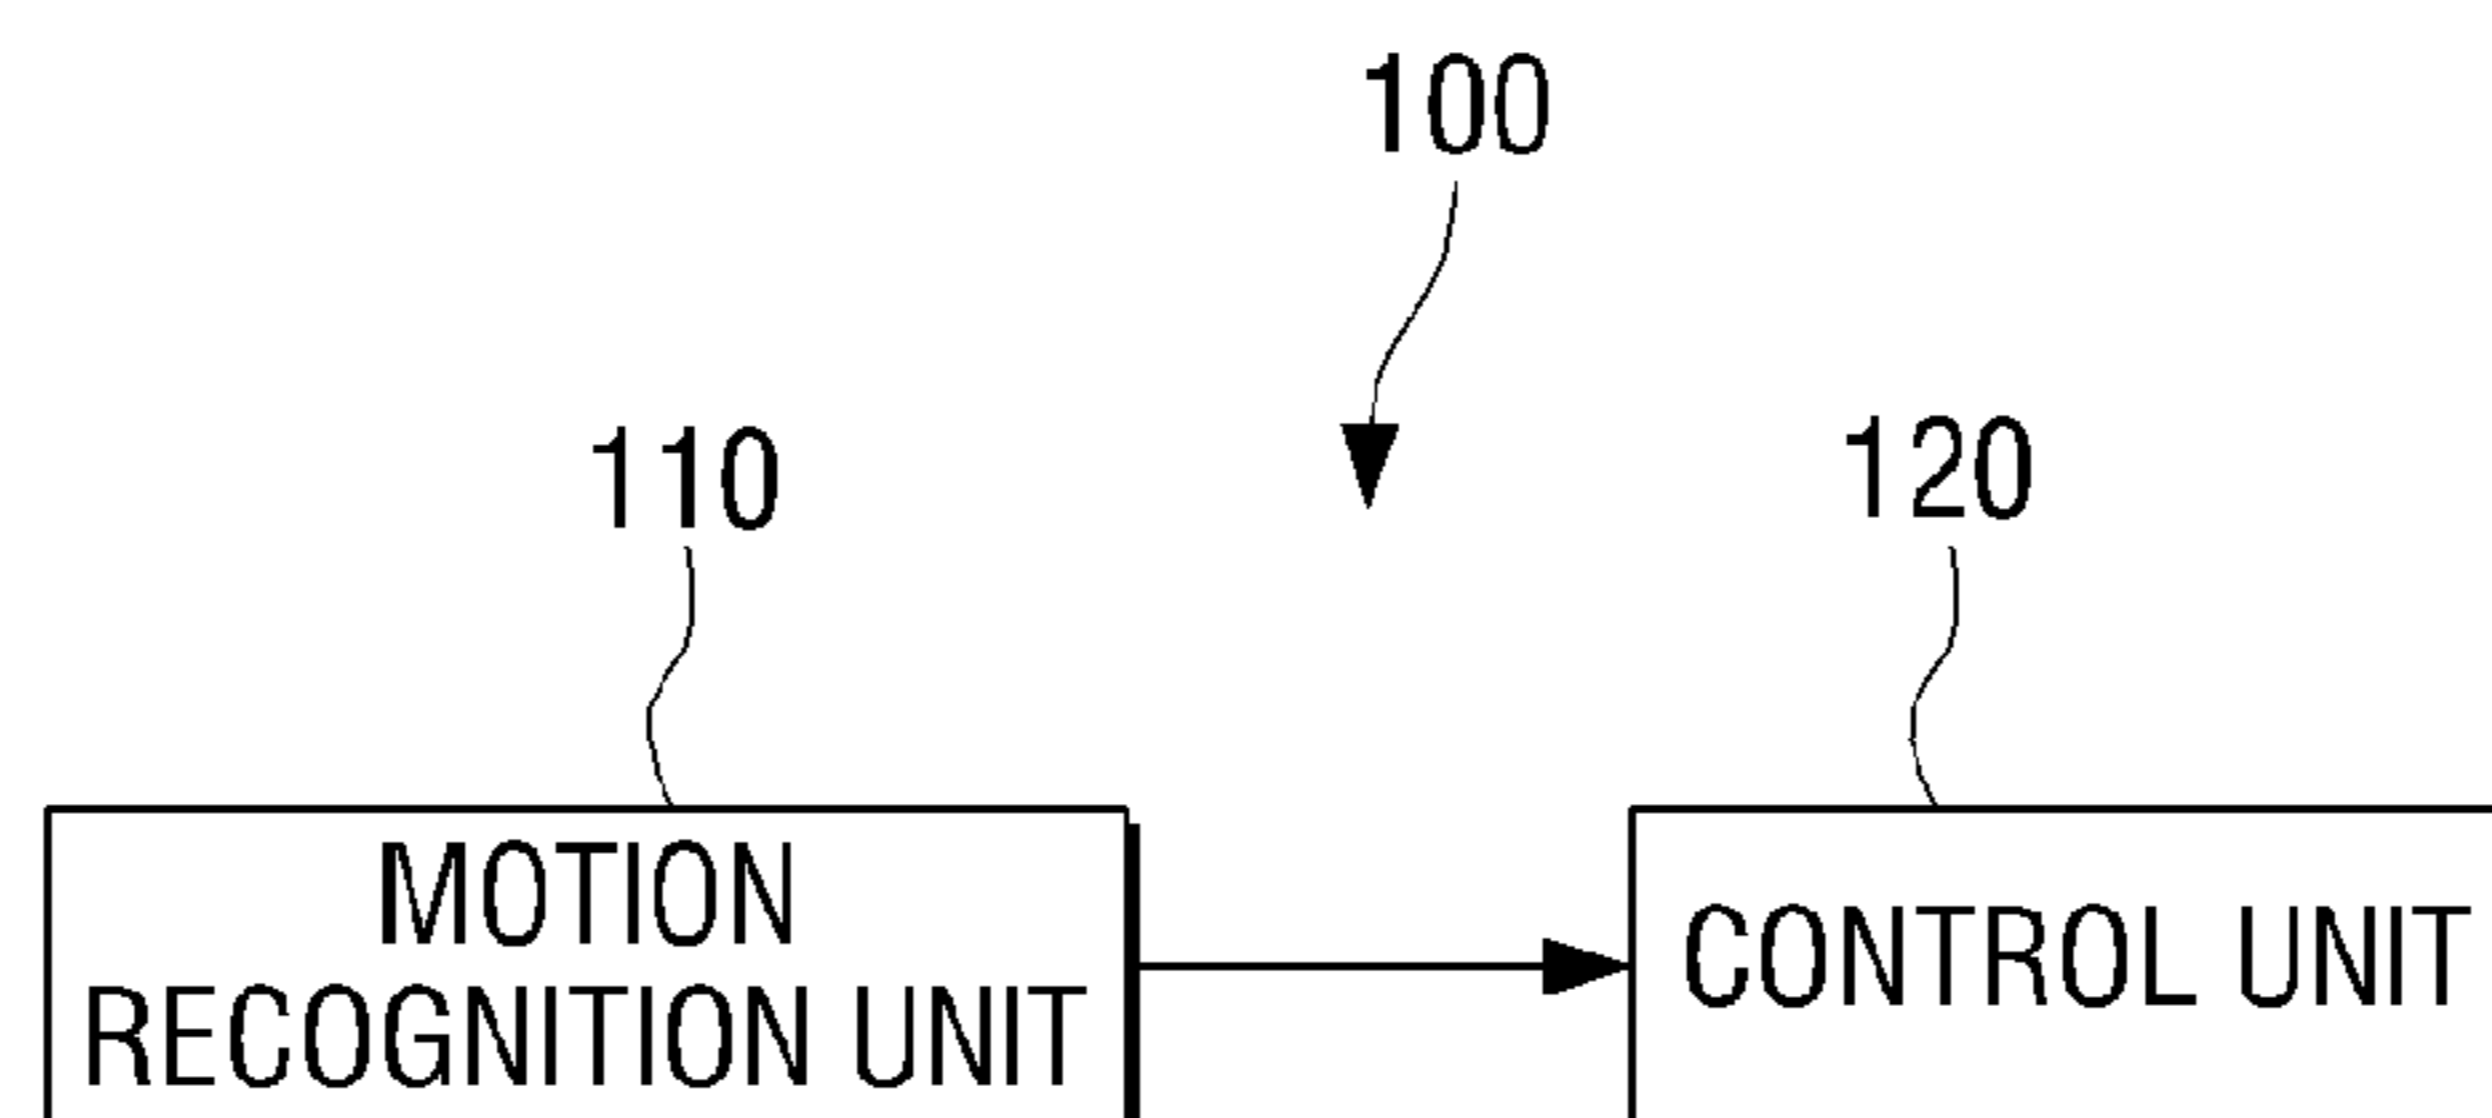 100
110
120
MOTION
RECOGNITION UNIT
CONTROL UNIT